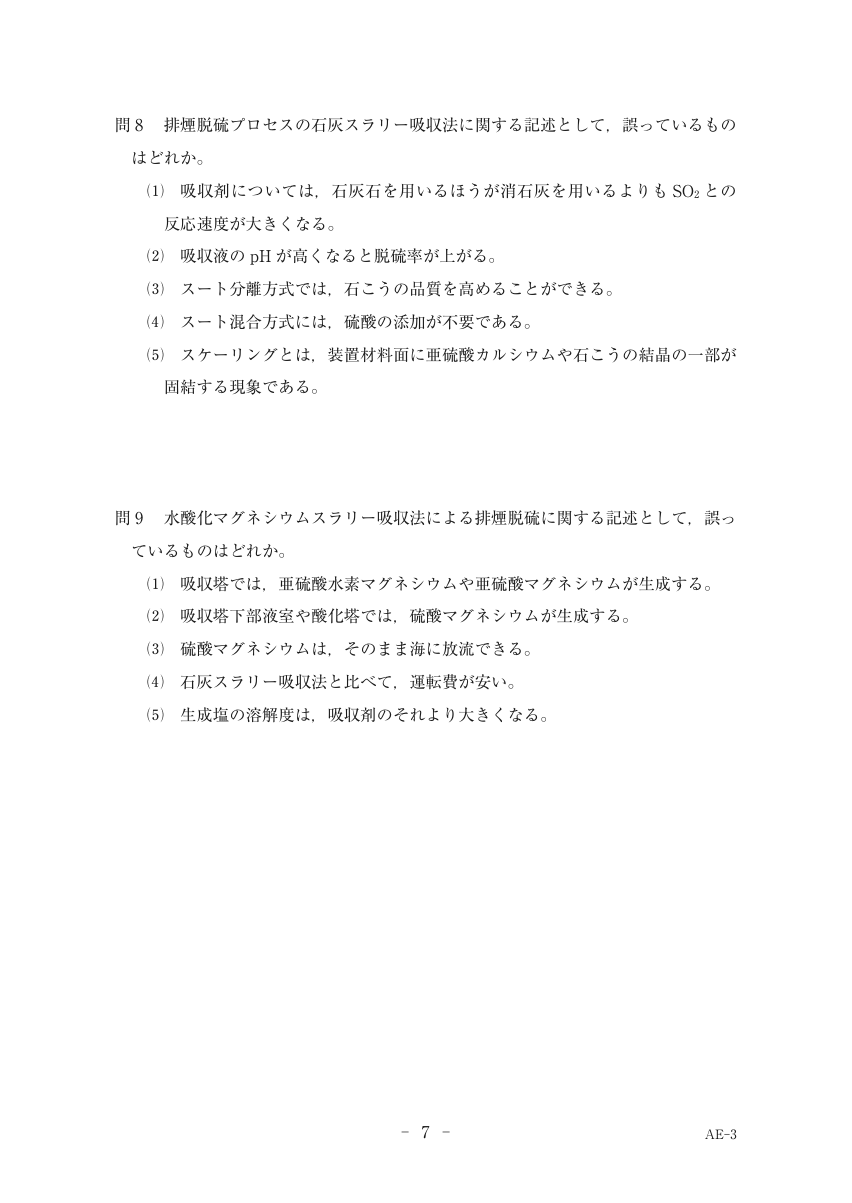 問8　排煙脱硫プロセスの石灰スラリー吸収法に関する記述として，誤っているもの
はどれか。
⑴　吸収剤については，石灰石を用いるほうが消石灰を用いるよりも SO₂ との
反応速度が大きくなる。
⑵　吸収液の pH が高くなると脱硫率が上がる。
⑶　スート分離方式では，石こうの品質を高めることができる。
⑷　スート混合方式には，硫酸の添加が不要である。
⑸　スケーリングとは，装置材料面に亜硫酸カルシウムや石こうの結晶の一部が
固結する現象である。
問9　水酸化マグネシウムスラリー吸収法による排煙脱硫に関する記述として，誤っ
ているものはどれか。
⑴　吸収塔では，亜硫酸水素マグネシウムや亜硫酸マグネシウムが生成する。
⑵　吸収塔下部液室や酸化塔では，硫酸マグネシウムが生成する。
⑶　硫酸マグネシウムは，そのまま海に放流できる。
⑷　石灰スラリー吸収法と比べて，運転費が安い。
⑸　生成塩の溶解度は，吸収剤のそれより大きくなる。
- 7 -
AE-3